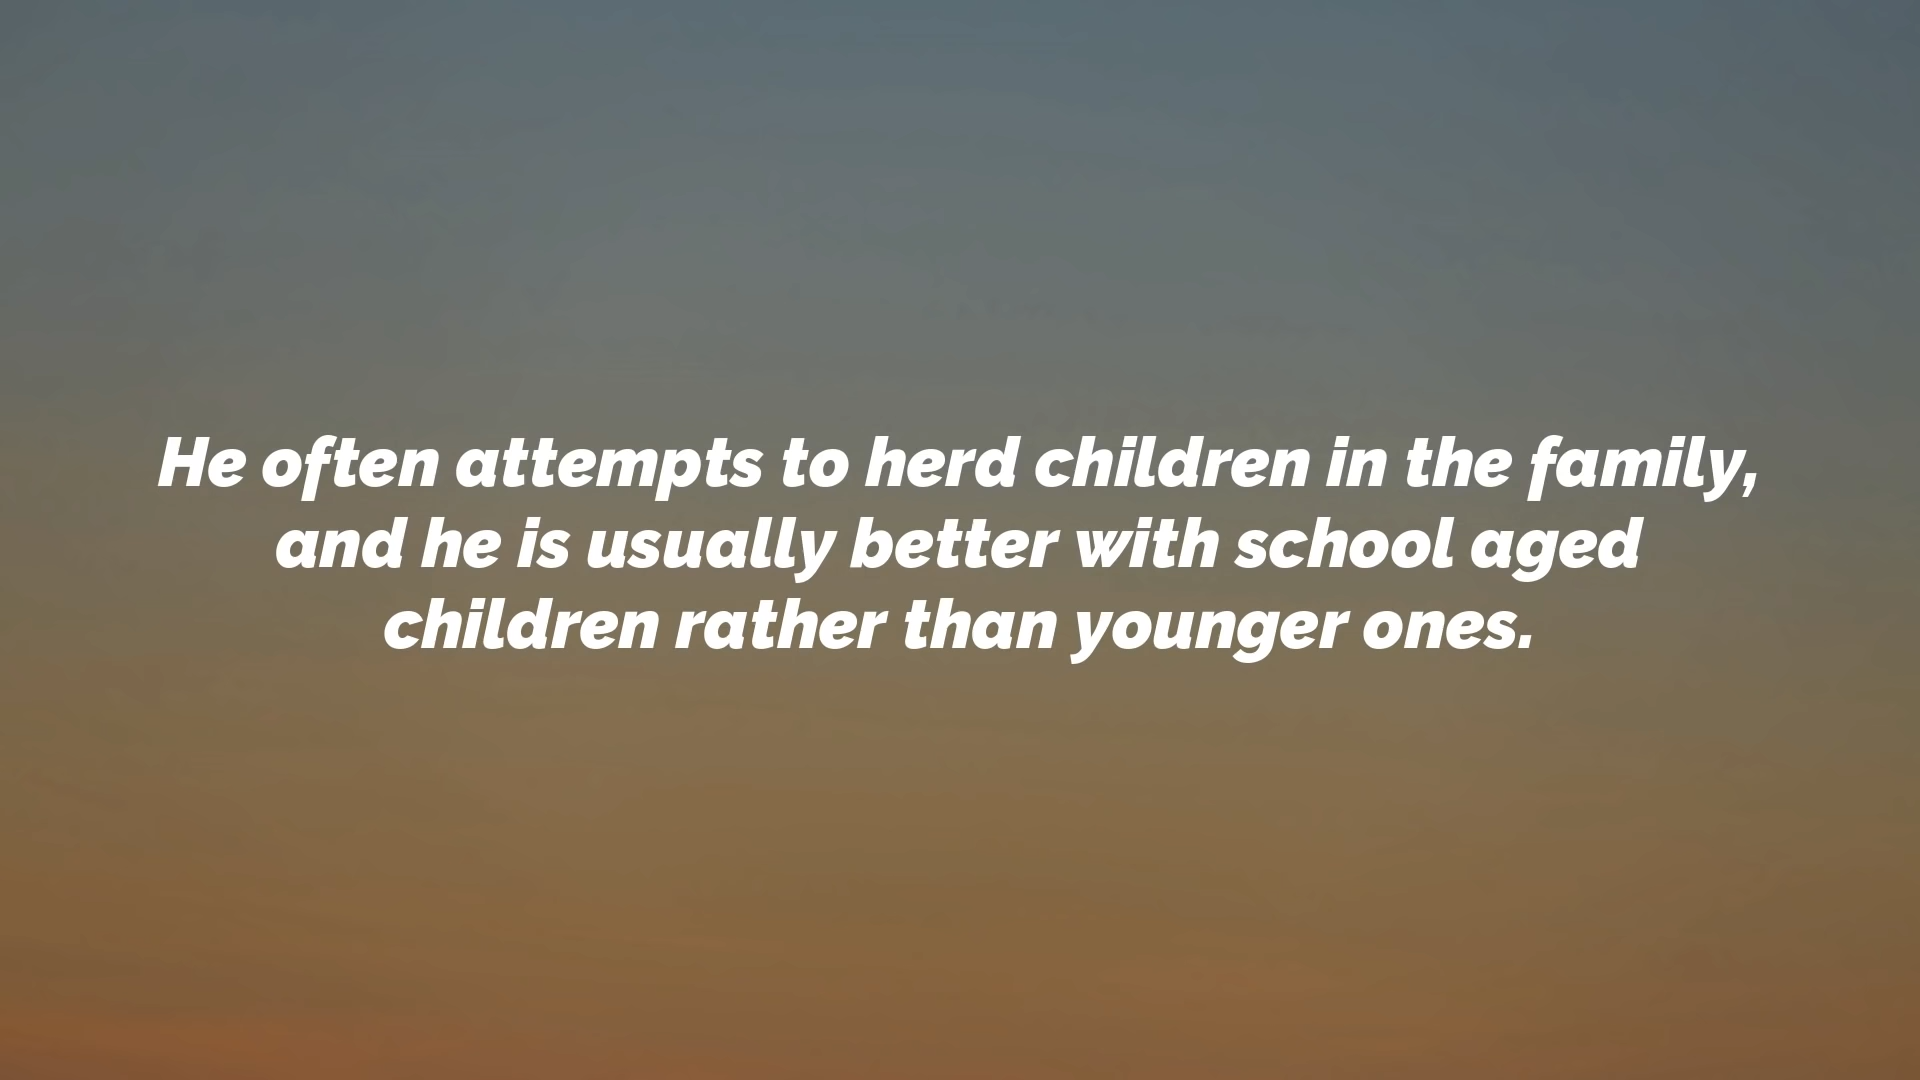 He often attempts to herd children in the family,
and he is usually better with school aged
children rather than younger ones.